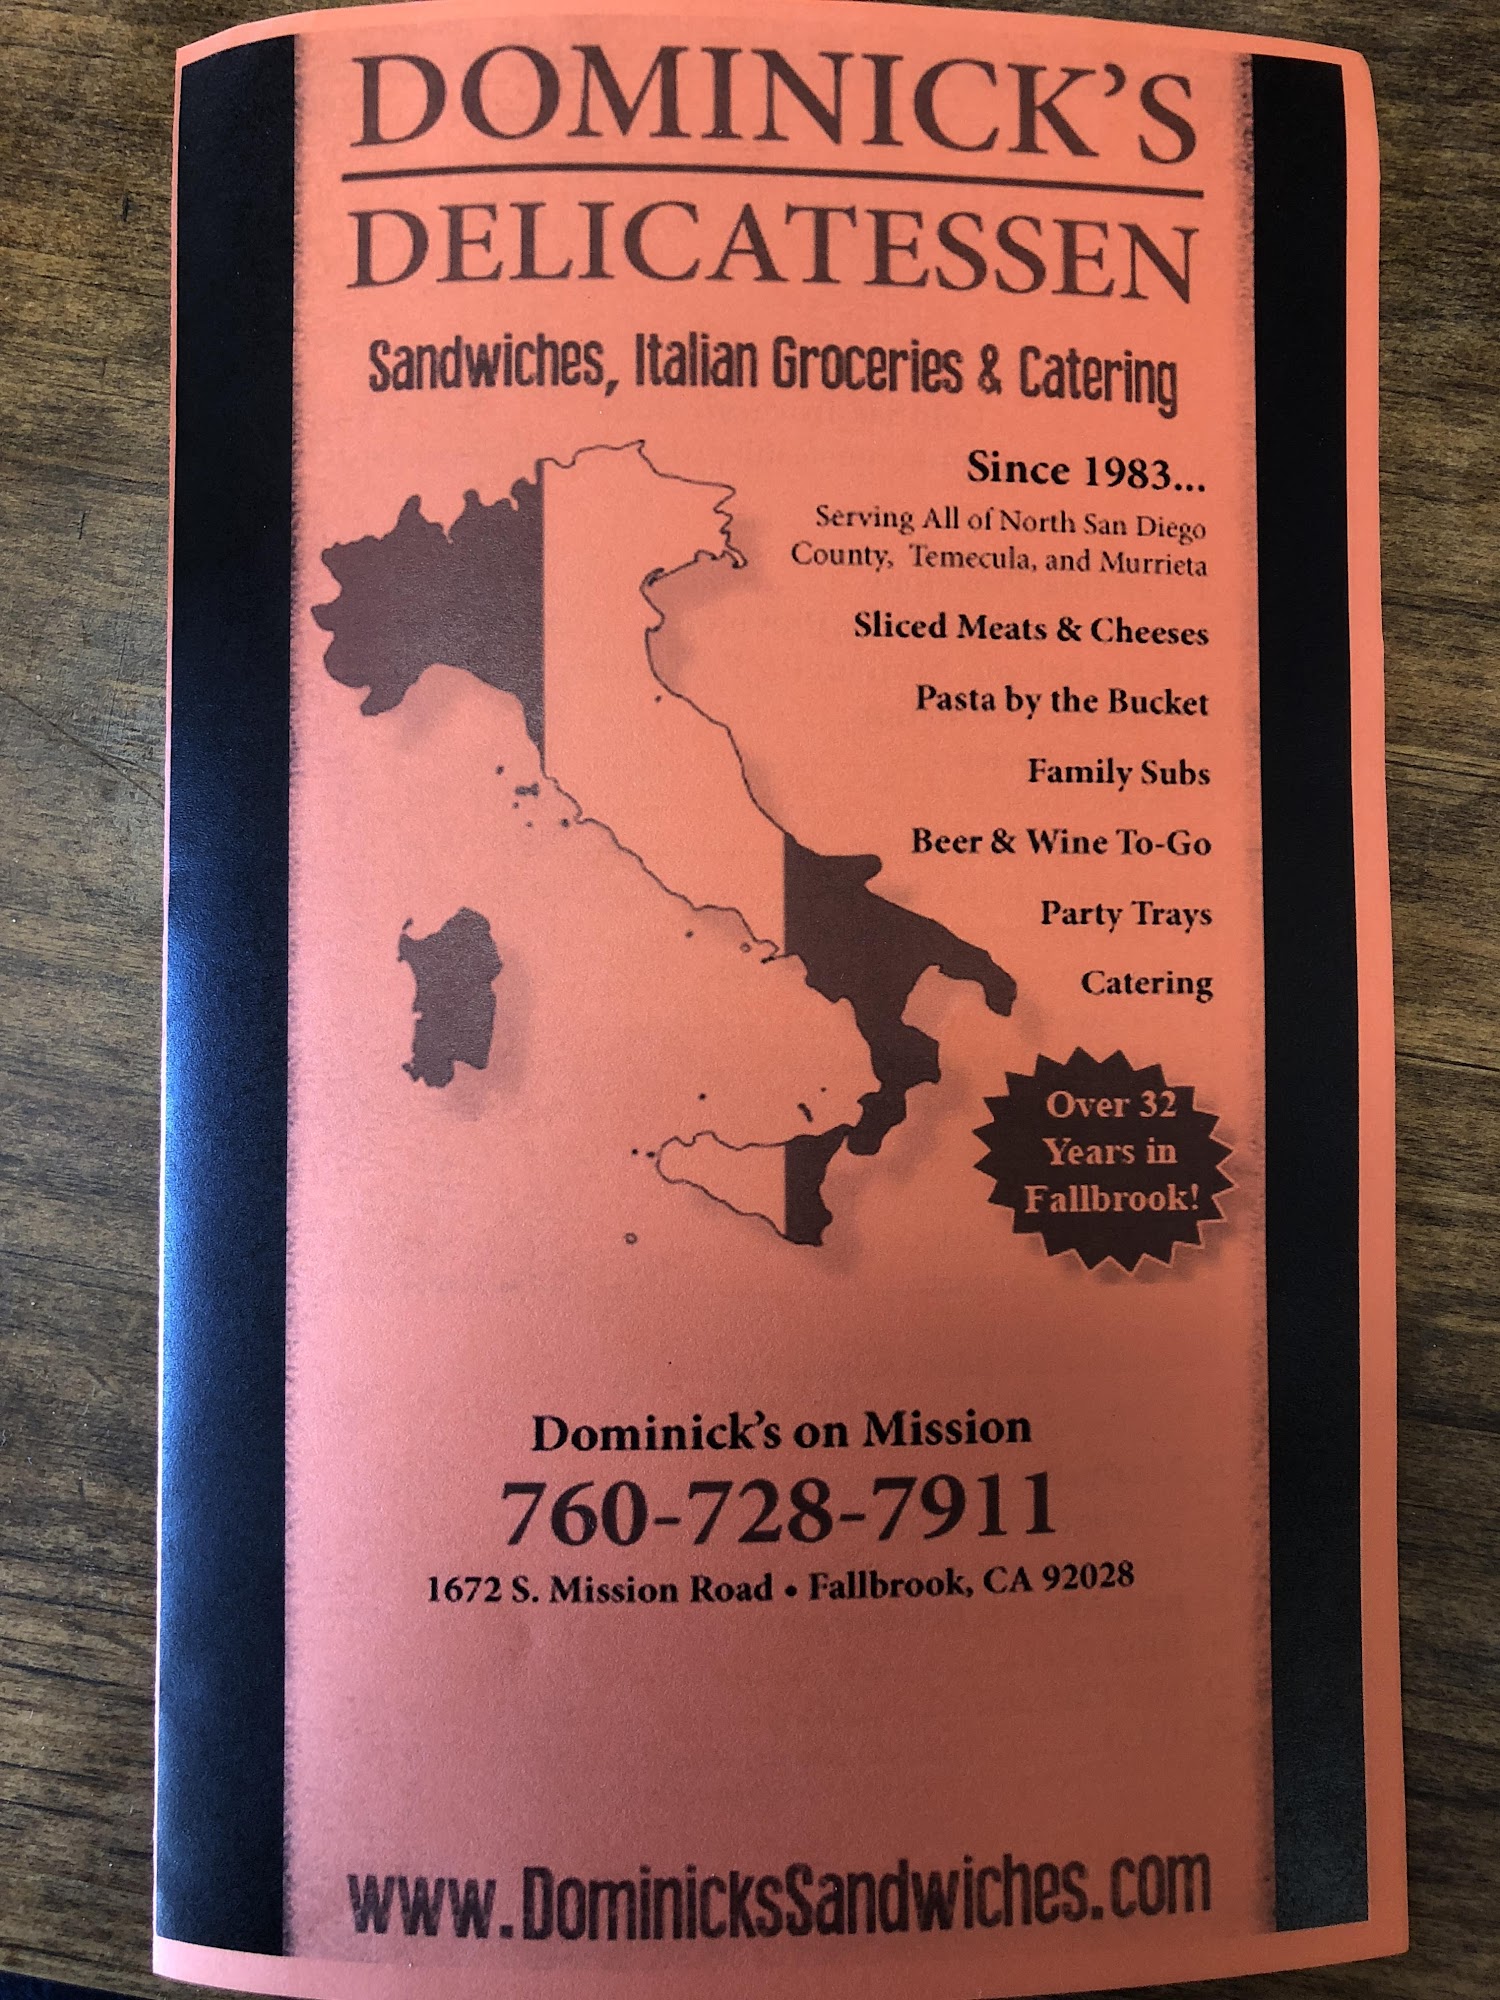 DOMINICK'S
DELICATESSEN
Sandwiches, Italian Groceries & Catering
Since 1983...
Serving All of North San Diego
County, Temecula, and Murrieta
Sliced Meats & Cheeses
Pasta by the Bucket
Family Subs
Beer & Wine To-Go
Party Trays
Catering
Over 32
Years in
Fallbrook!
Dominick's on Mission
760-728-7911
1672 S. Mission Road • Fallbrook, CA 92028
www.DominicksSandwiches.com